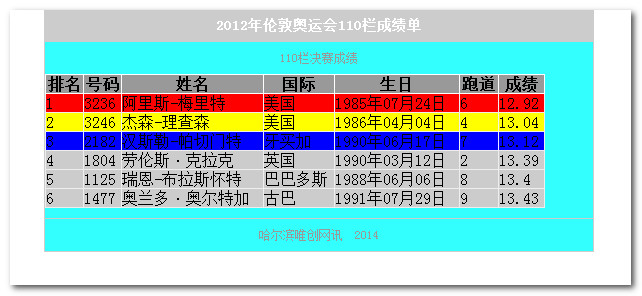 2012年伦敦奥运会110栏成绩单
110栏决赛成绩
排名 号码 姓名 国际 生日 跑道 成绩
1 3236 阿里斯-梅里特 美国 1985年07月24日 6 12.92
2 3246 杰森-理查森 美国 1986年04月04日 4 13.04
3 2182 汉斯勒-帕奇门特 牙买加 1990年06月17日 7 13.12
4 1804 劳伦斯·克拉克 英国 1990年03月12日 2 13.39
5 1125 瑞恩-布拉斯怀特 巴巴多斯 1988年06月06日 8 13.4
6 1477 奥兰多·奥尔特加 古巴 1991年07月29日 9 13.43
哈尔滨唯创网讯 2014